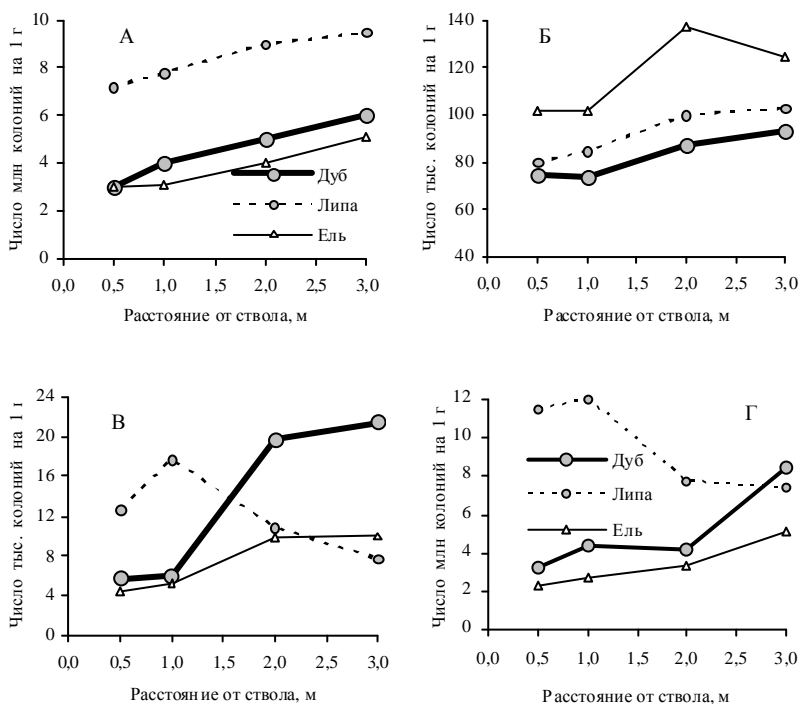 А
Число млн колоний на 1 г
10
8
6
4
2
0
0,0 0,5 1,0 1,5 2,0 2,5 3,0
Расстояние от ствола, м
Дуб
Липа
Ель
Б
Число тыс. колоний на 1 г
140
120
100
80
60
40
0,0 0,5 1,0 1,5 2,0 2,5 3,0
Расстояние от ствола, м
В
Число тыс. колоний на 1 г
24
20
16
12
8
4
0
0,0 0,5 1,0 1,5 2,0 2,5 3,0
Расстояние от ствола, м
Г
Число млн колоний на 1 г
12
10
8
6
4
2
0
0,0 0,5 1,0 1,5 2,0 2,5 3,0
Расстояние от ствола, м
Дуб
Липа
Ель